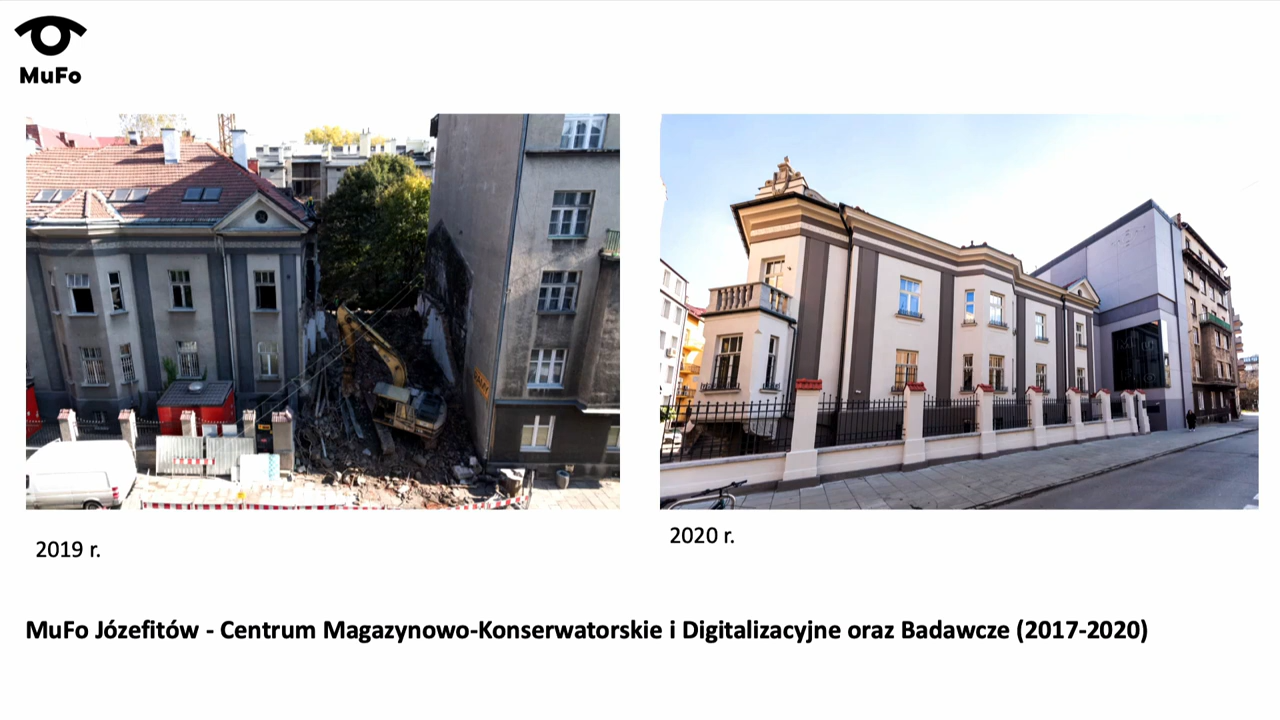 MuFo
2019 r.
2020 r.
MuFo Józefitów - Centrum Magazynowo-Konserwatorskie i Digitalizacyjne oraz Badawcze (2017-2020)